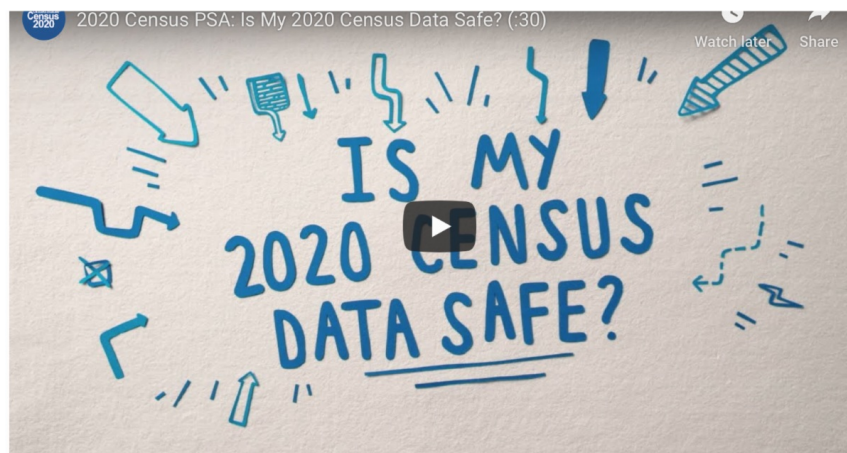 Census
2020
2020 Census PSA: Is My 2020 Census Data Safe? (:30)
Watch later
Share
IS MY
2020 CENSUS
DATA SAFE?